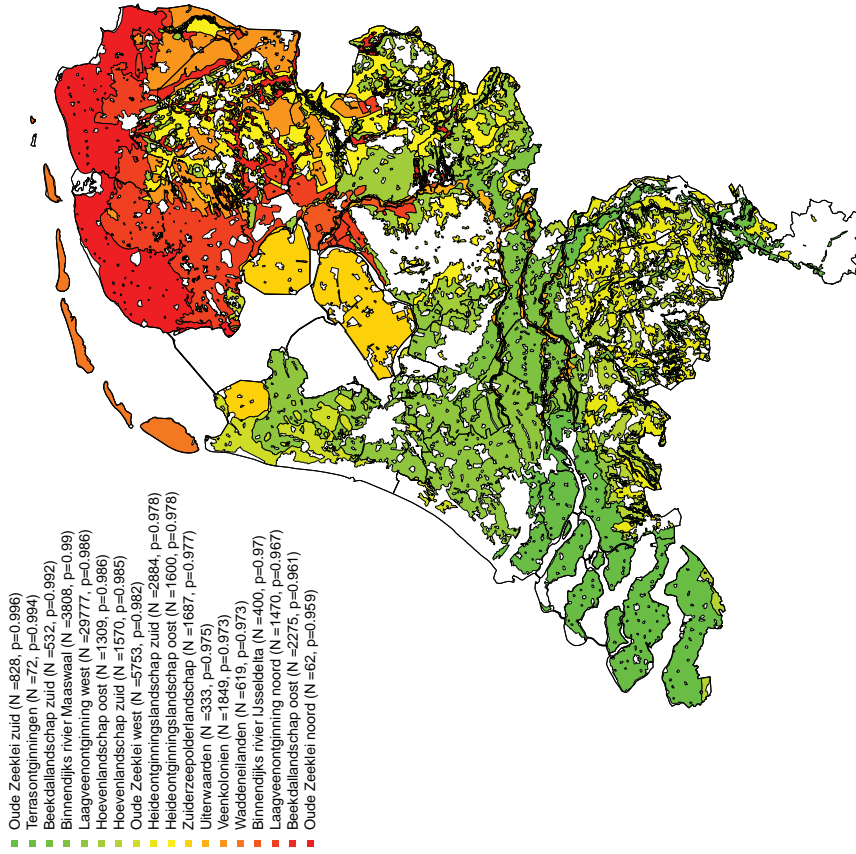 Oude Zeeklei zuid (N =828, p=0.996)
Terrasontginningen (N =72, p=0.994)
Beekdallandschap zuid (N =532, p=0.992)
Binnendijks rivier Maaswaal (N =3808, p=0.99)
Laagveenontginning west (N =29777, p=0.986)
Hoevenlandschap oost (N =1309, p=0.986)
Hoevenlandschap zuid (N =1570, p=0.985)
Oude Zeeklei west (N =5753, p=0.982)
Heideontginningslandschap zuid (N =2884, p=0.978)
Heideontginningslandschap oost (N =1600, p=0.978)
Zuiderzeepolderlandschap (N =1687, p=0.977)
Uiterwaarden (N =333, p=0.975)
Veenkolonien (N =1849, p=0.973)
Waddeneilanden (N =619, p=0.973)
Binnendijks rivier IJsseldelta (N =400, p=0.97)
Laagveenontginning noord (N =1470, p=0.967)
Beekdallandschap oost (N =2275, p=0.961)
Oude Zeeklei noord (N =62, p=0.959)